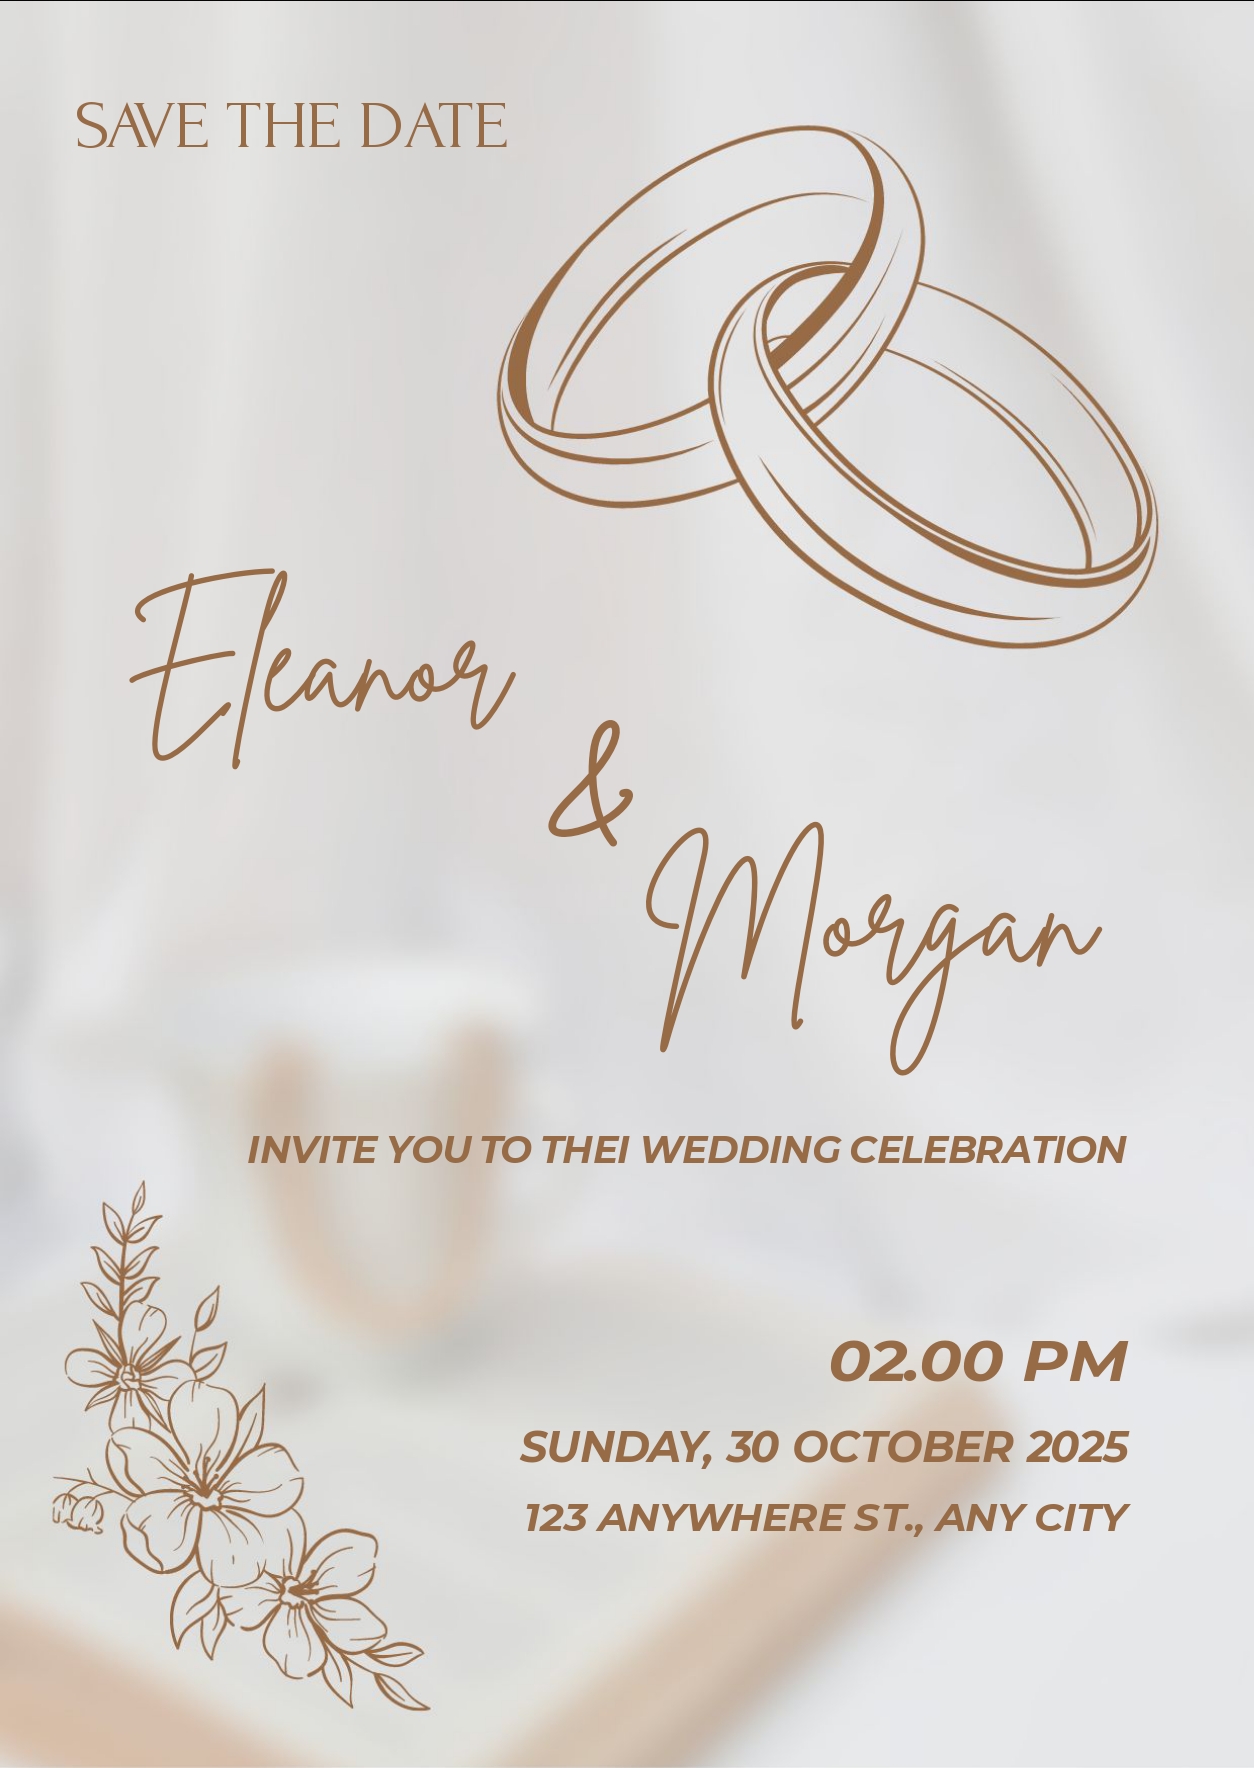 SAVE THE DATE
Eleanor
&
Morgan
INVITE YOU TO THEI WEDDING CELEBRATION
02.00 PM
SUNDAY, 30 OCTOBER 2025
123 ANYWHERE ST., ANY CITY